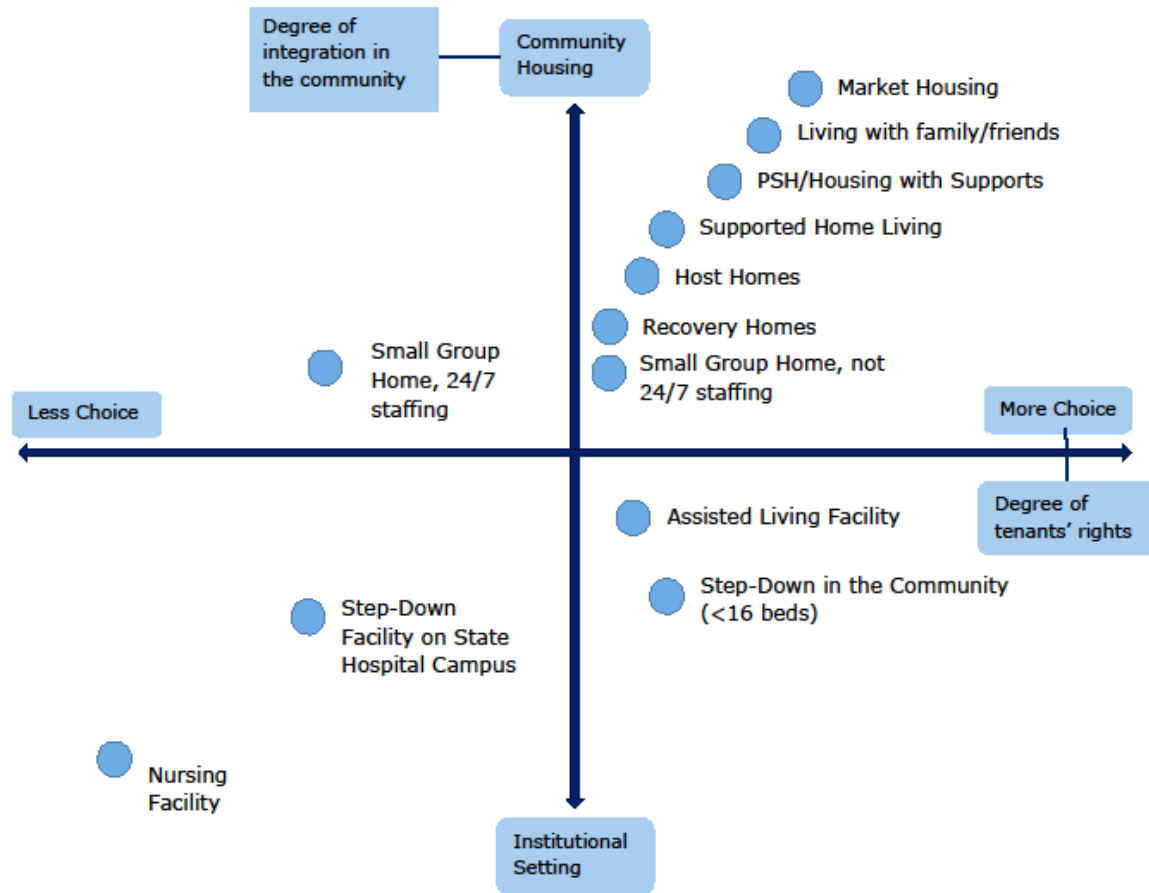 Degree of
integration in
the community
Community
Housing
Market Housing
Living with family/friends
PSH/Housing with Supports
Supported Home Living
Host Homes
Recovery Homes
Small Group
Home, 24/7
staffing
Small Group Home, not
24/7 staffing
Less Choice
More Choice
Degree of
tenants’ rights
Assisted Living Facility
Step-Down in the Community
(<16 beds)
Step-Down
Facility on State
Hospital Campus
Nursing
Facility
Institutional
Setting